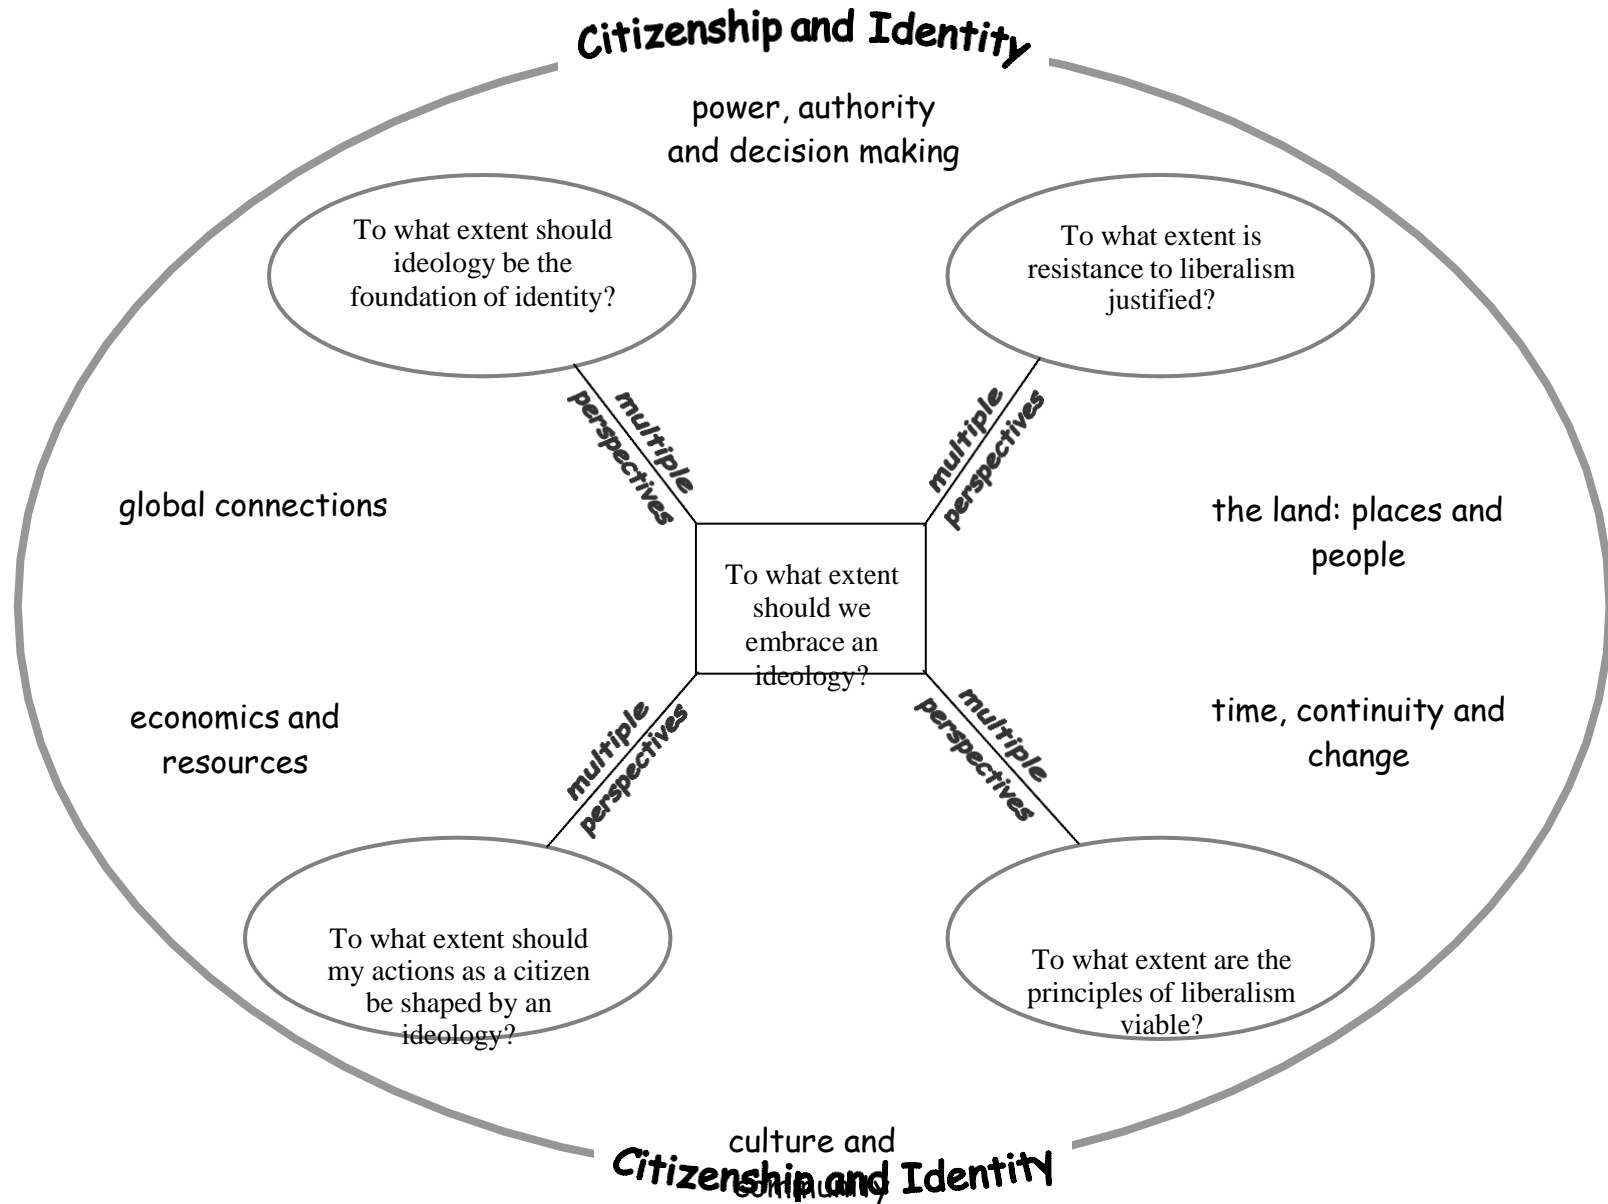 Citizenship and Identity
power, authority
and decision making
To what extent should
ideology be the
foundation of identity?
To what extent is
resistance to liberalism
justified?
multiple
perspectives
multiple
perspectives
global connections
the land: places and
people
To what extent
should we
embrace an
ideology?
economics and
resources
time, continuity and
change
multiple
perspectives
multiple
perspectives
To what extent should
my actions as a citizen
be shaped by an
ideology?
To what extent are the
principles of liberalism
viable?
culture and
community
Citizenship and Identity